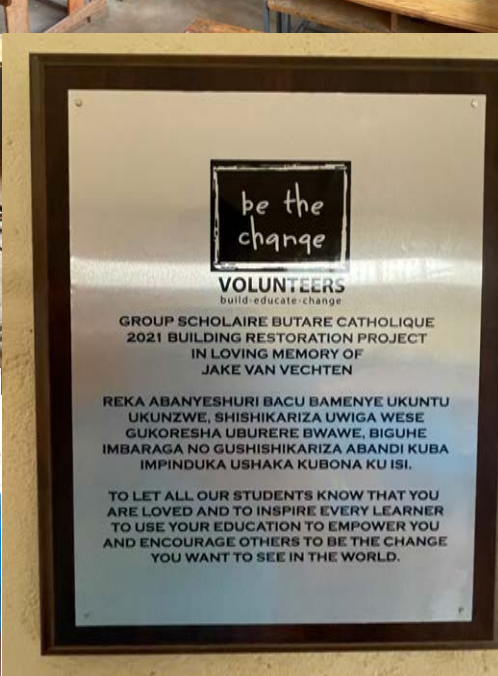 be the
change
VOLUNTEERS
build-educate-change
GROUP SCHOLAIRE BUTARE CATHOLIQUE
2021 BUILDING RESTORATION PROJECT
IN LOVING MEMORY OF
JAKE VAN VECHTEN
REKA ABANYESHURI BACU BAMENYE UKUNTU
UKUNZWE, SHISHIKARIZA UWIGA WESE
GUKORESHA UBURERE BWAWE, BIGUHE
IMBARAGA NO GUSHISHIKARIZA ABANDI KUBA
IMPINDUKA USHAKA KUBONA KU ISI.
TO LET ALL OUR STUDENTS KNOW THAT YOU
ARE LOVED AND TO INSPIRE EVERY LEARNER
TO USE YOUR EDUCATION TO EMPOWER YOU
AND ENCOURAGE OTHERS TO BE THE CHANGE
YOU WANT TO SEE IN THE WORLD.